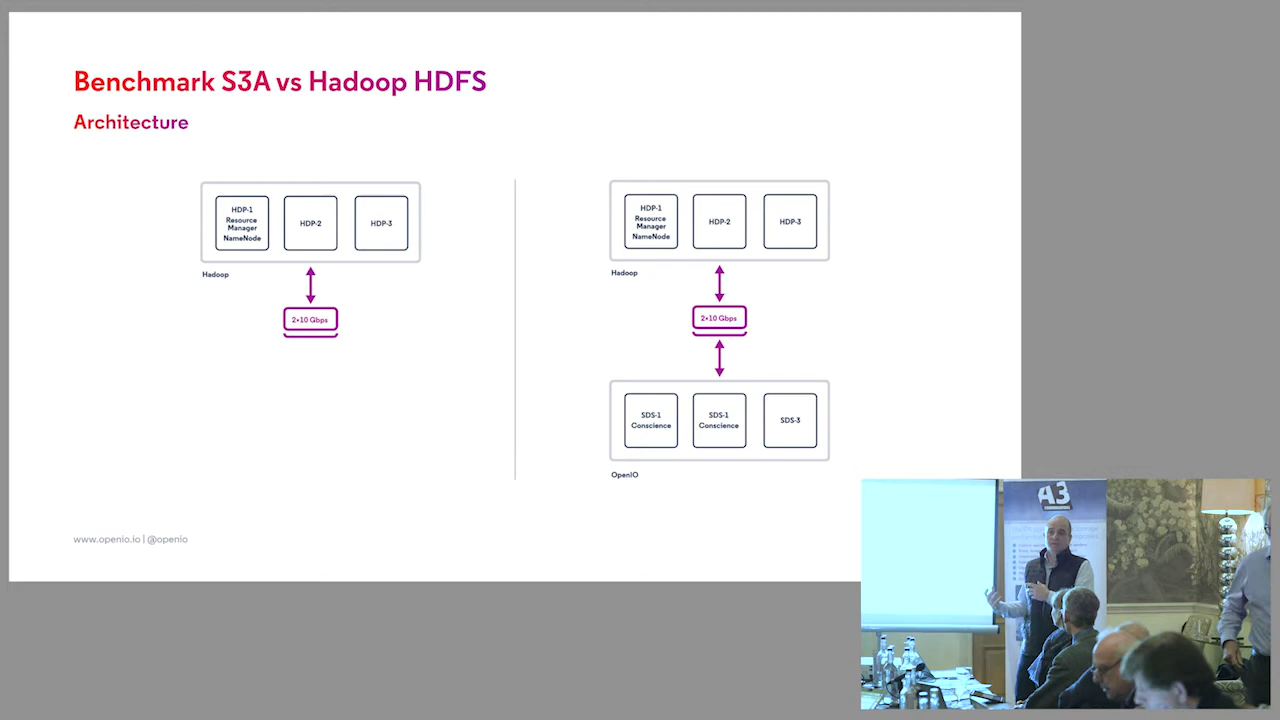 Benchmark S3A vs Hadoop HDFS
Architecture
HDP-1
Resource
Manager
NameNode
HDP-2
HDP-3
Hadoop
2×10 Gbps
HDP-1
Resource
Manager
NameNode
HDP-2
HDP-3
Hadoop
2×10 Gbps
SDS-1
Conscience
SDS-1
Conscience
SDS-3
OpenIO
www.openio.io | @openio
A3